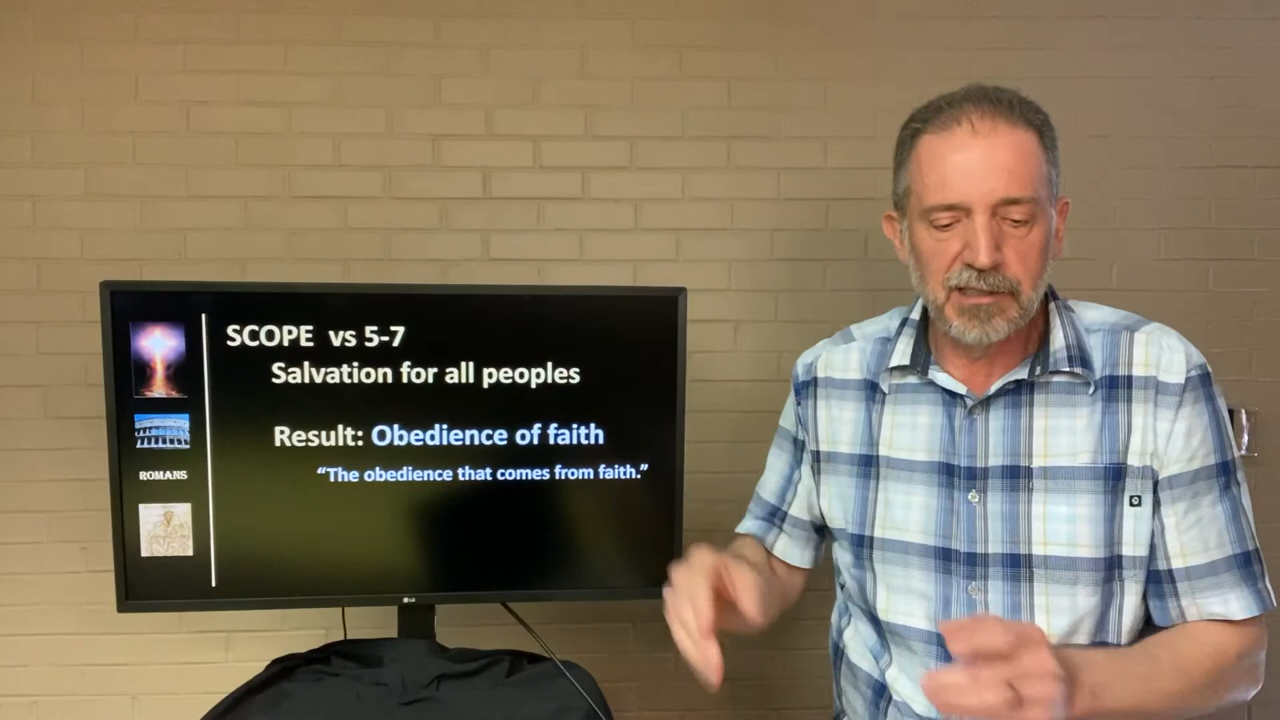 SCOPE vs 5-7
Salvation for all peoples
Result: Obedience of faith
“The obedience that comes from faith.”
ROMANS
LG